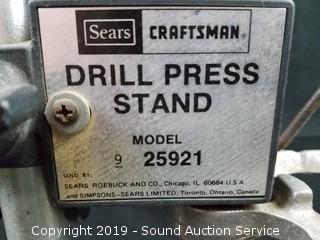 Sears CRAFTSMAN
DRILL PRESS
STAND
MODEL
9 25921
SOLD BY:
SEARS, ROEBUCK AND CO., Chicago, IL 60684 U.S.A
and SIMPSONS-SEARS LIMITED, Toronto, Ontario, Canada
Copyright 2019 - Sound Auction Service